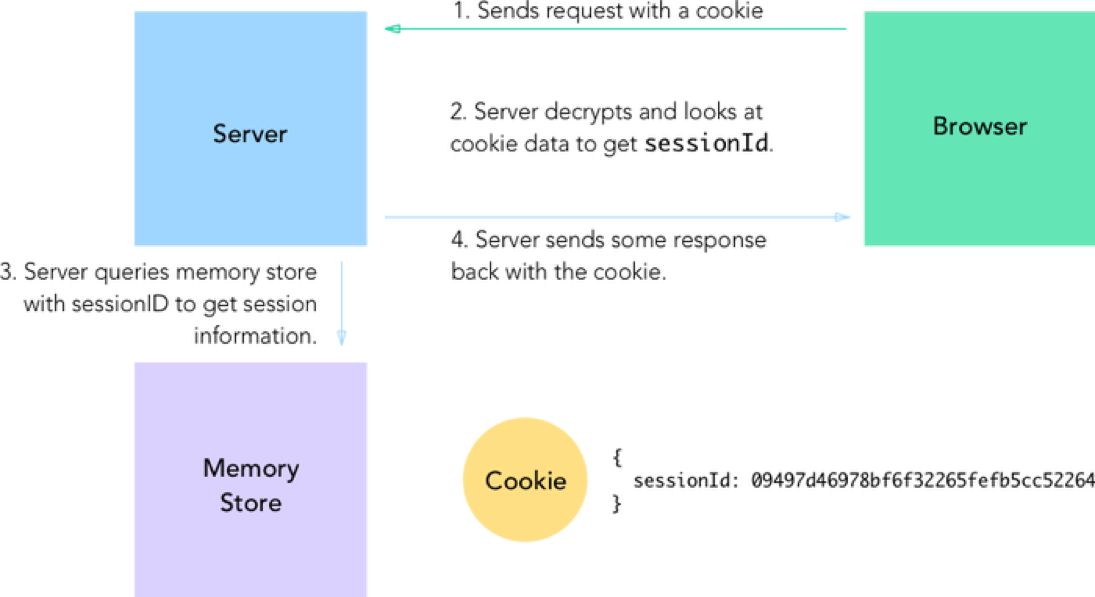 1. Sends request with a cookie
Server
2. Server decrypts and looks at
cookie data to get sessionId.
Browser
4. Server sends some response
back with the cookie.
3. Server queries memory store
with sessionID to get session
information.
Memory
Store
Cookie
{
sessionId: 09497d46978bf6f32265fefb5cc52264
}